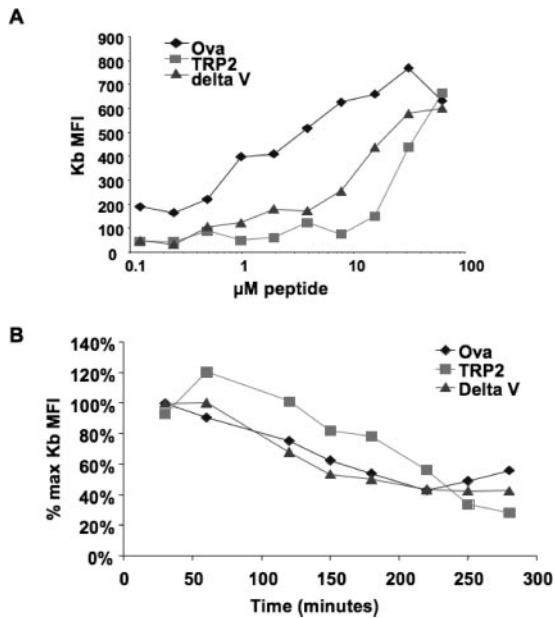 A
900
800
700
600
500
400
300
200
100
0
Kb MFI
Ova
TRP2
delta V
0.1 1 10 100
µM peptide
B
140%
120%
100%
80%
60%
40%
20%
0%
% max Kb MFI
Ova
TRP2
Delta V
0 50 100 150 200 250 300
Time (minutes)